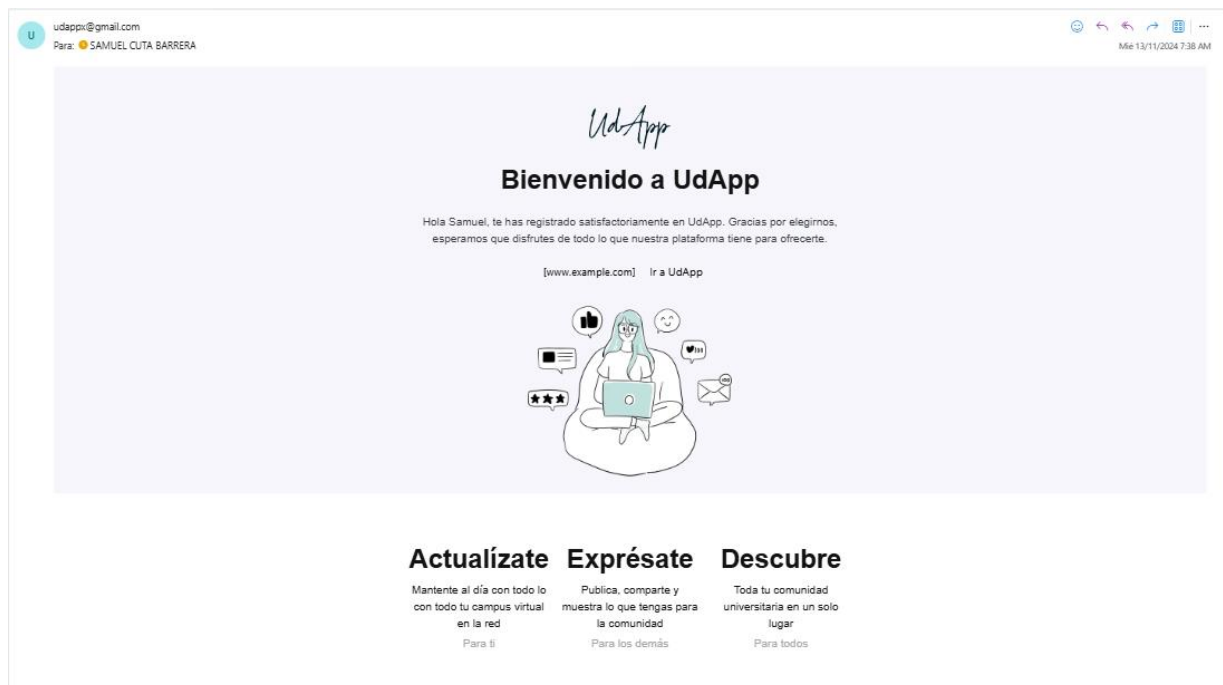 U
udappx@gmail.com
Para: SAMUEL CUTA BARRERA
Mié 13/11/2024 7:38 AM
UdApp
Bienvenido a UdApp
Hola Samuel, te has registrado satisfactoriamente en UdApp. Gracias por elegirnos,
esperamos que disfrutes de todo lo que nuestra plataforma tiene para ofrecerte.
[www.example.com] Ir a UdApp
100
Actualízate
Mantente al día con todo lo
con todo tu campus virtual
en la red
Para ti
Exprésate
Publica, comparte y
muestra lo que tengas para
la comunidad
Para los demás
Descubre
Toda tu comunidad
universitaria en un solo
lugar
Para todos